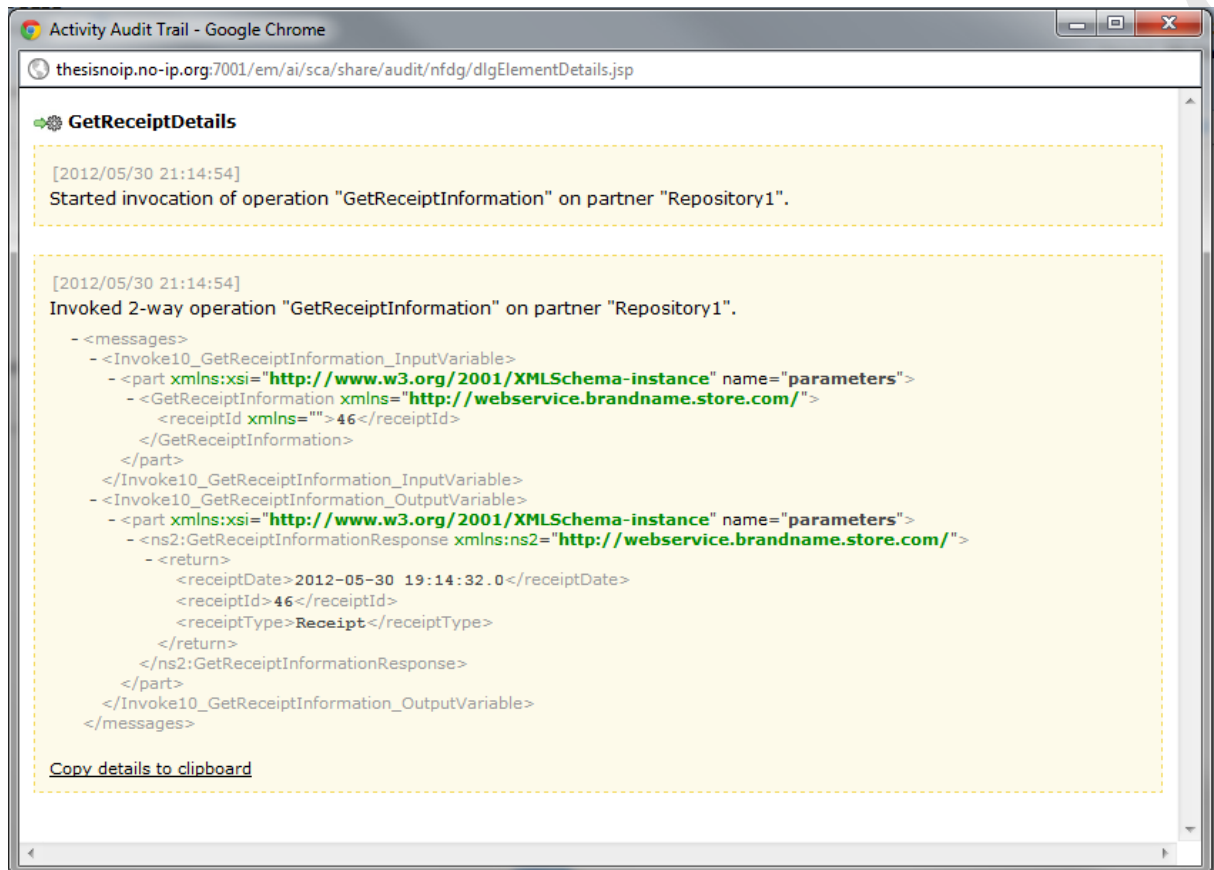 Activity Audit Trail - Google Chrome
thesisnoip.no-ip.org:7001/em/ai/sca/share/audit/nfdg/dlgElementDetails.jsp
GetReceiptDetails
[2012/05/30 21:14:54]
Started invocation of operation "GetReceiptInformation" on partner "Repository1".
[2012/05/30 21:14:54]
Invoked 2-way operation "GetReceiptInformation" on partner "Repository1".
- <messages>
- <Invoke10_GetReceiptInformation_InputVariable>
- <part xmlns:xsi="http://www.w3.org/2001/XMLSchema-instance" name="parameters">
- <GetReceiptInformation xmlns="http://webservice.brandname.store.com/">
<receiptId xmlns="">46</receiptId>
</GetReceiptInformation>
</part>
</Invoke10_GetReceiptInformation_InputVariable>
- <Invoke10_GetReceiptInformation_OutputVariable>
- <part xmlns:xsi="http://www.w3.org/2001/XMLSchema-instance" name="parameters">
- <ns2:GetReceiptInformationResponse xmlns:ns2="http://webservice.brandname.store.com/">
- <return>
<receiptDate>2012-05-30 19:14:32.0</receiptDate>
<receiptId>46</receiptId>
<receiptType>Receipt</receiptType>
</return>
</ns2:GetReceiptInformationResponse>
</part>
</Invoke10_GetReceiptInformation_OutputVariable>
</messages>
Copy details to clipboard